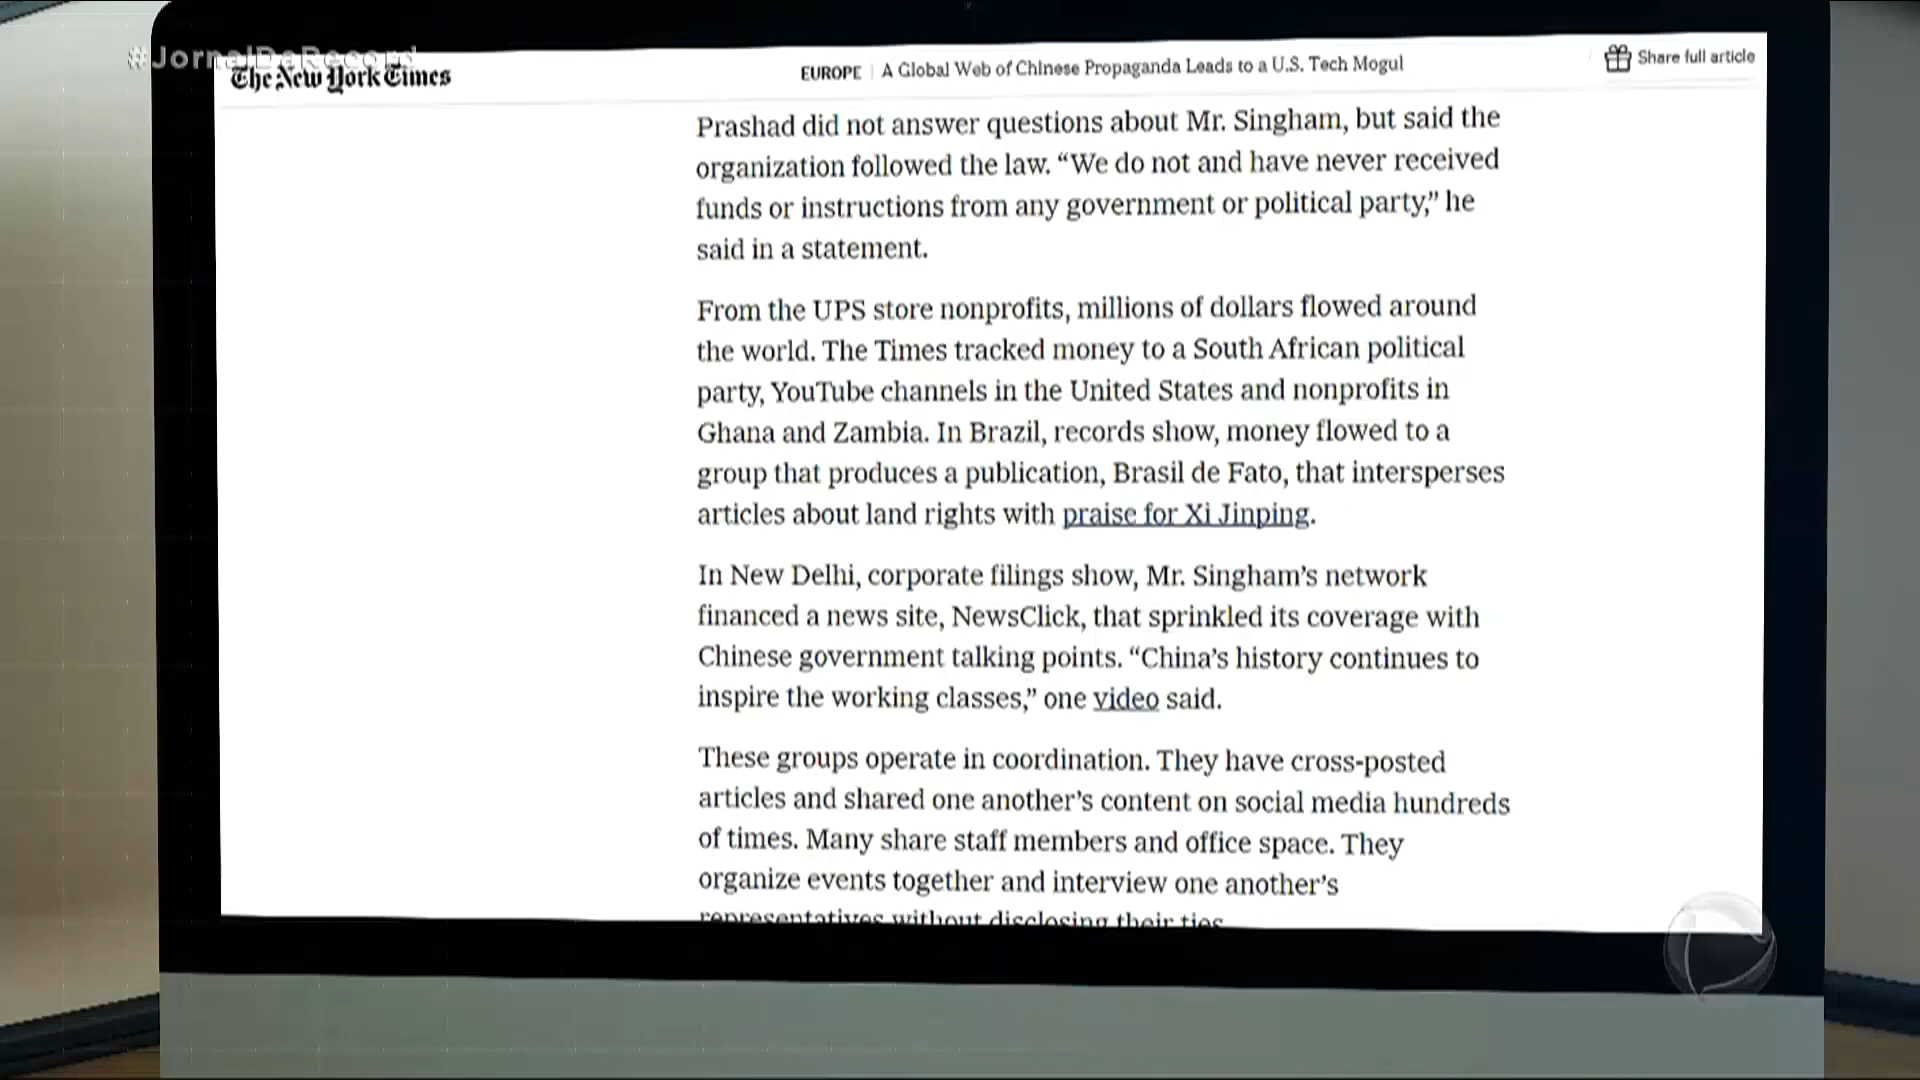 #JornalDaRecord
The New York Times
EUROPE | A Global Web of Chinese Propaganda Leads to a U.S. Tech Mogul
Share full article
Prashad did not answer questions about Mr. Singham, but said the
organization followed the law. “We do not and have never received
funds or instructions from any government or political party,” he
said in a statement.
From the UPS store nonprofits, millions of dollars flowed around
the world. The Times tracked money to a South African political
party, YouTube channels in the United States and nonprofits in
Ghana and Zambia. In Brazil, records show, money flowed to a
group that produces a publication, Brasil de Fato, that intersperses
articles about land rights with praise for Xi Jinping.
In New Delhi, corporate filings show, Mr. Singham’s network
financed a news site, NewsClick, that sprinkled its coverage with
Chinese government talking points. “China’s history continues to
inspire the working classes,” one video said.
These groups operate in coordination. They have cross-posted
articles and shared one another’s content on social media hundreds
of times. Many share staff members and office space. They
organize events together and interview one another’s
representatives without disclosing their ties.